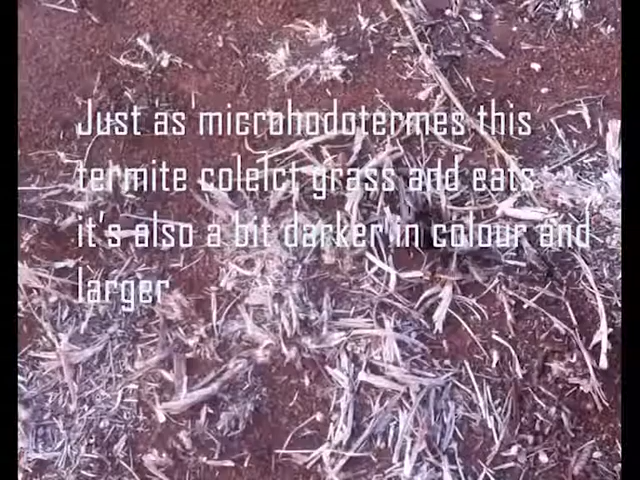 Just as 'microhodotermes this
termite colelct grass and eats
it's also a bit darker in colour and
larger